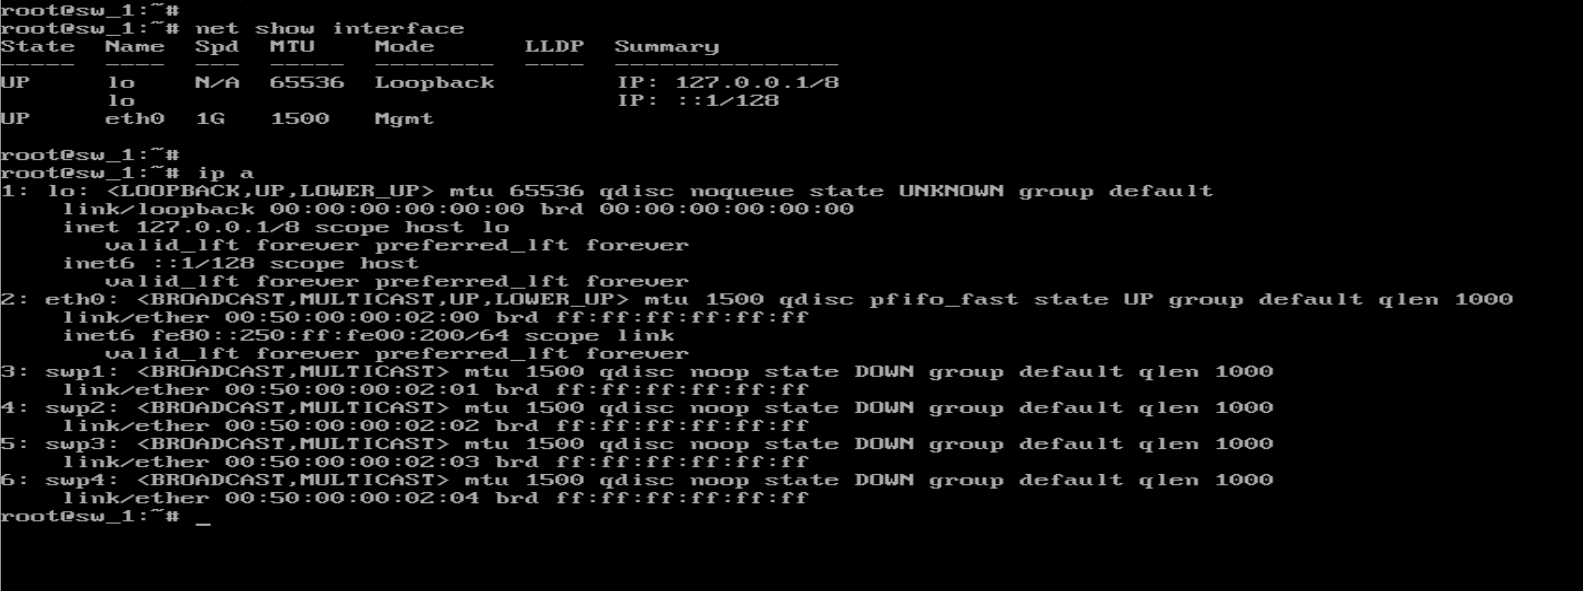 root@sw_1:~#
root@sw_1:~# net show interface
State  Name  Spd  MTU    Mode      LLDP  Summary
-----  ----  ---  -----  --------  ----  ---------------
UP     lo    N/A  65536  Loopback        IP: 127.0.0.1/8
       lo                                IP: ::1/128
UP     eth0  1G   1500   Mgmt
root@sw_1:~#
root@sw_1:~# ip a
1: lo: <LOOPBACK,UP,LOWER_UP> mtu 65536 qdisc noqueue state UNKNOWN group default
    link/loopback 00:00:00:00:00:00 brd 00:00:00:00:00:00
    inet 127.0.0.1/8 scope host lo
       valid_lft forever preferred_lft forever
    inet6 ::1/128 scope host
       valid_lft forever preferred_lft forever
2: eth0: <BROADCAST,MULTICAST,UP,LOWER_UP> mtu 1500 qdisc pfifo_fast state UP group default qlen 1000
    link/ether 00:50:00:00:02:00 brd ff:ff:ff:ff:ff:ff
    inet6 fe80::250:ff:fe00:200/64 scope link
       valid_lft forever preferred_lft forever
3: swp1: <BROADCAST,MULTICAST> mtu 1500 qdisc noop state DOWN group default qlen 1000
    link/ether 00:50:00:00:02:01 brd ff:ff:ff:ff:ff:ff
4: swp2: <BROADCAST,MULTICAST> mtu 1500 qdisc noop state DOWN group default qlen 1000
    link/ether 00:50:00:00:02:02 brd ff:ff:ff:ff:ff:ff
5: swp3: <BROADCAST,MULTICAST> mtu 1500 qdisc noop state DOWN group default qlen 1000
    link/ether 00:50:00:00:02:03 brd ff:ff:ff:ff:ff:ff
6: swp4: <BROADCAST,MULTICAST> mtu 1500 qdisc noop state DOWN group default qlen 1000
    link/ether 00:50:00:00:02:04 brd ff:ff:ff:ff:ff:ff
root@sw_1:~# _